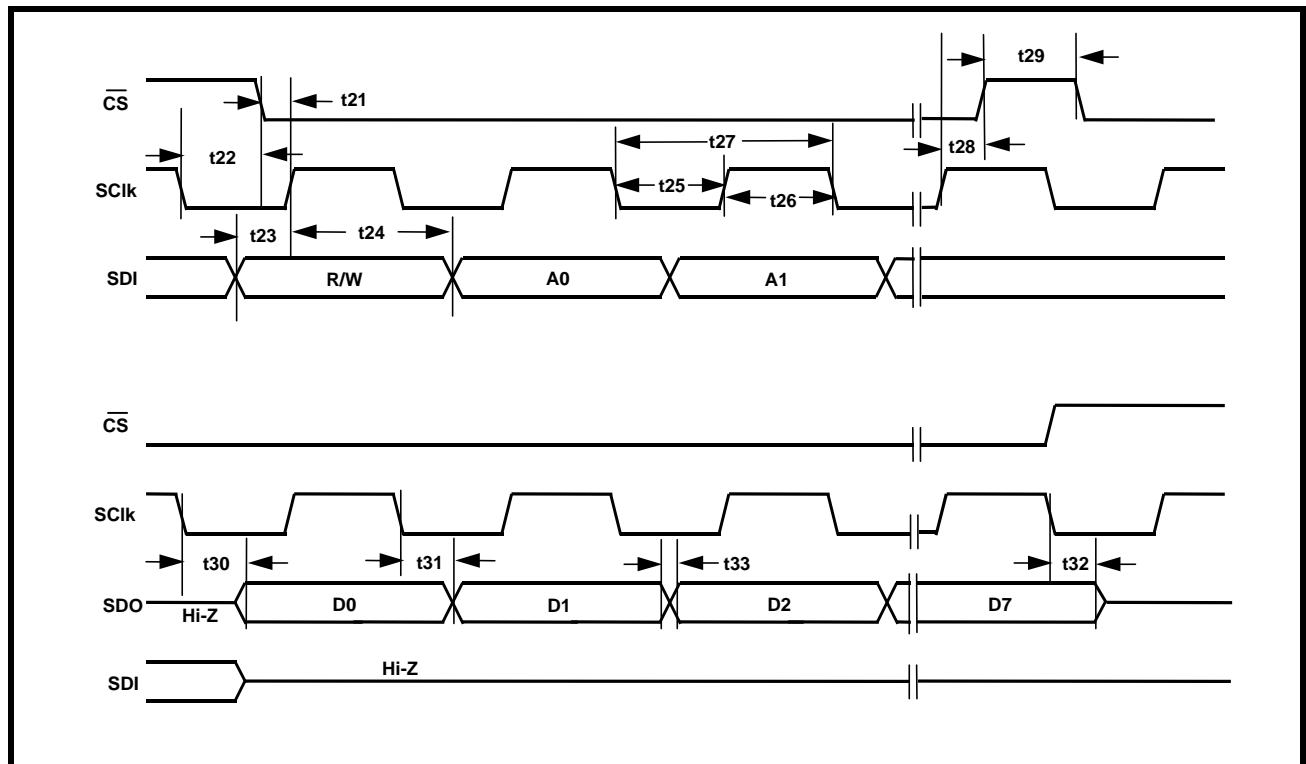 t29
CS
t21
t27
t22
t28
SClk
t25
t26
t23
t24
SDI
R/W
A0
A1
CS
SClk
t30
t31
t33
t32
SDO
Hi-Z
D0
D1
D2
D7
SDI
Hi-Z